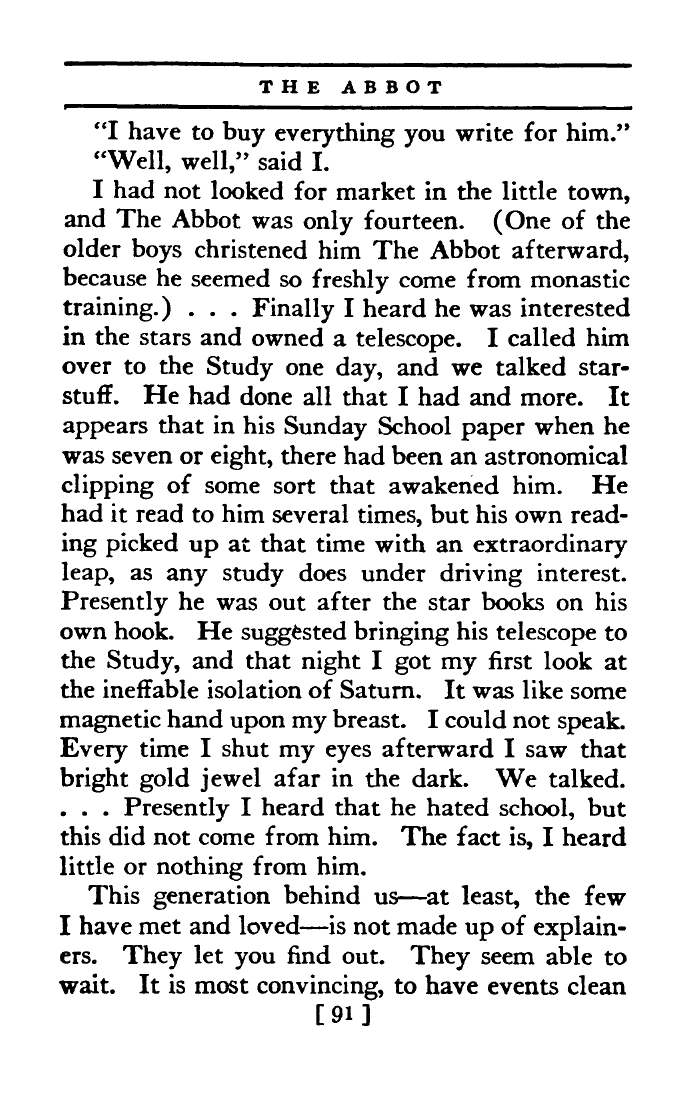 THE ABBOT
“I have to buy everything you write for him.”
“Well, well,” said I.
I had not looked for market in the little town,
and The Abbot was only fourteen. (One of the
older boys christened him The Abbot afterward,
because he seemed so freshly come from monastic
training.) . . . Finally I heard he was interested
in the stars and owned a telescope. I called him
over to the Study one day, and we talked star-
stuff. He had done all that I had and more. It
appears that in his Sunday School paper when he
was seven or eight, there had been an astronomical
clipping of some sort that awakened him. He
had it read to him several times, but his own read-
ing picked up at that time with an extraordinary
leap, as any study does under driving interest.
Presently he was out after the star books on his
own hook. He suggested bringing his telescope to
the Study, and that night I got my first look at
the ineffable isolation of Saturn. It was like some
magnetic hand upon my breast. I could not speak.
Every time I shut my eyes afterward I saw that
bright gold jewel afar in the dark. We talked.
. . . Presently I heard that he hated school, but
this did not come from him. The fact is, I heard
little or nothing from him.
This generation behind us—at least, the few
I have met and loved—is not made up of explain-
ers. They let you find out. They seem able to
wait. It is most convincing, to have events clean
[ 91 ]